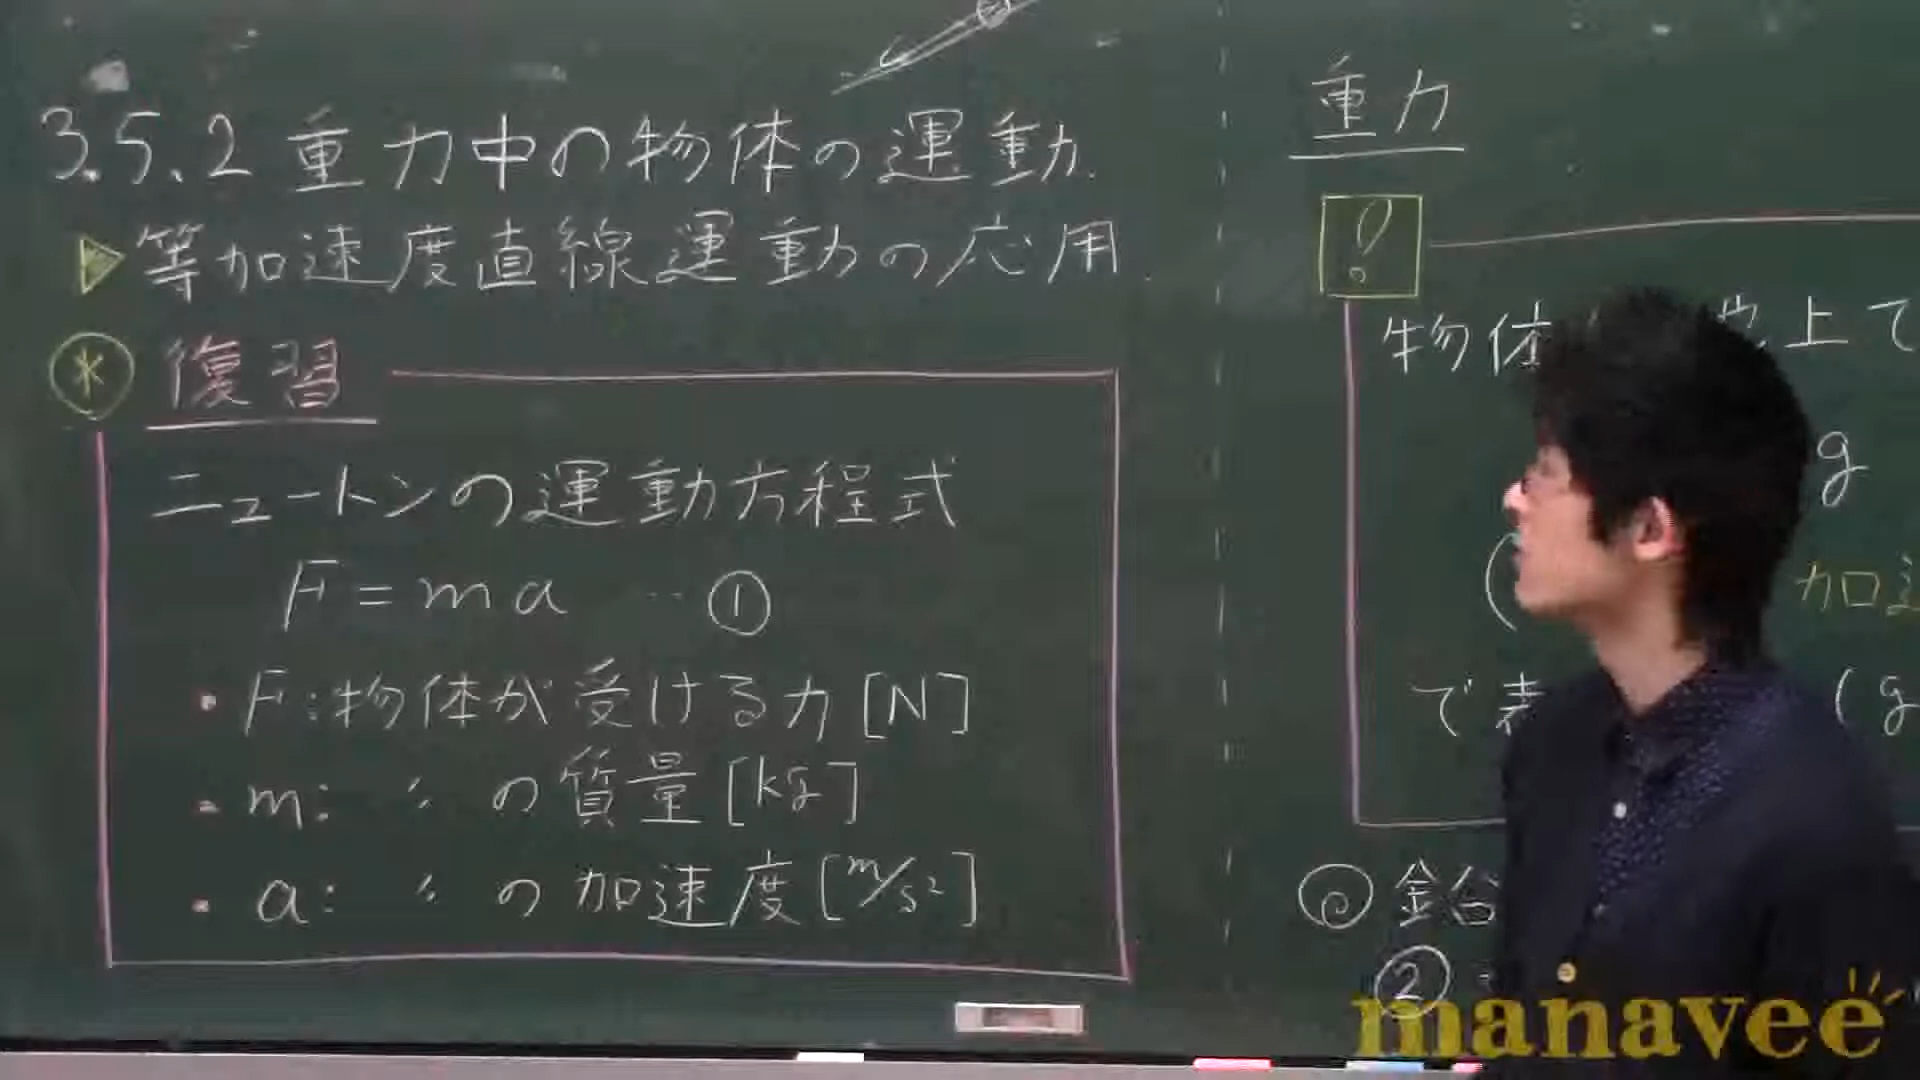 3.5.2 重力中の物体の運動.
等加速度直線運動の応用.
* 復習
ニュートンの運動方程式
F = ma … ①
・F:物体が受ける力[N]
・m: 〃 の質量[kg]
・a: 〃 の加速度[m/s²]
重力
!
物体 上で
g
( 加速
で表 (g
◎
②
manavee